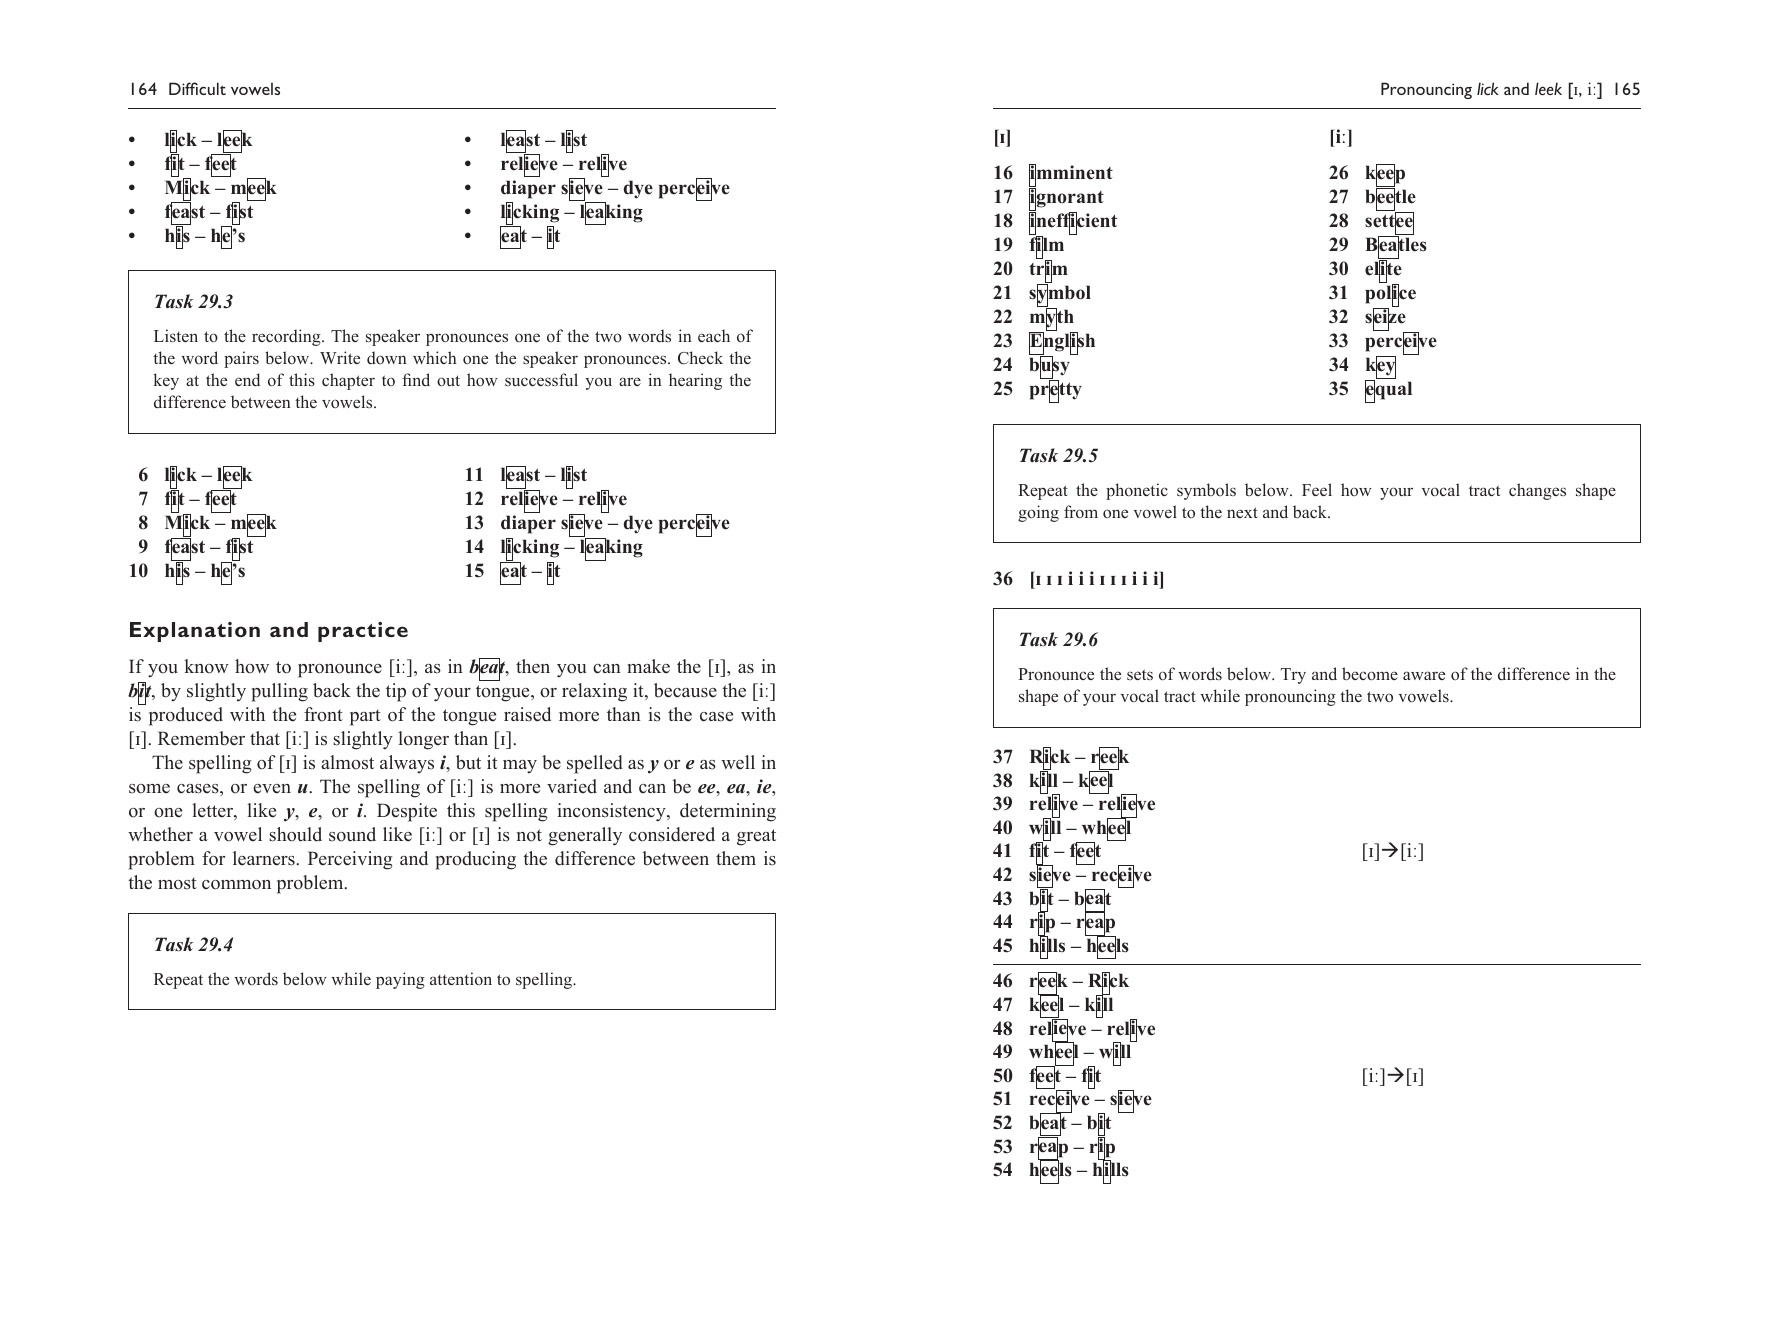 164 Difficult vowels
• lick – leek
• fit – feet
• Mick – meek
• feast – fist
• his – he’s
• least – list
• relieve – relive
• diaper sieve – dye perceive
• licking – leaking
• eat – it
Task 29.3
Listen to the recording. The speaker pronounces one of the two words in each of
the word pairs below. Write down which one the speaker pronounces. Check the
key at the end of this chapter to find out how successful you are in hearing the
difference between the vowels.
6 lick – leek
7 fit – feet
8 Mick – meek
9 feast – fist
10 his – he’s
11 least – list
12 relieve – relive
13 diaper sieve – dye perceive
14 licking – leaking
15 eat – it
Explanation and practice
If you know how to pronounce [iː], as in beat, then you can make the [ɪ], as in
bit, by slightly pulling back the tip of your tongue, or relaxing it, because the [iː]
is produced with the front part of the tongue raised more than is the case with
[ɪ]. Remember that [iː] is slightly longer than [ɪ].
The spelling of [ɪ] is almost always i, but it may be spelled as y or e as well in
some cases, or even u. The spelling of [iː] is more varied and can be ee, ea, ie,
or one letter, like y, e, or i. Despite this spelling inconsistency, determining
whether a vowel should sound like [iː] or [ɪ] is not generally considered a great
problem for learners. Perceiving and producing the difference between them is
the most common problem.
Task 29.4
Repeat the words below while paying attention to spelling.
Pronouncing lick and leek [ɪ, iː] 165
[ɪ]
16 imminent
17 ignorant
18 inefficient
19 film
20 trim
21 symbol
22 myth
23 English
24 busy
25 pretty
[iː]
26 keep
27 beetle
28 settee
29 Beatles
30 elite
31 police
32 seize
33 perceive
34 key
35 equal
Task 29.5
Repeat the phonetic symbols below. Feel how your vocal tract changes shape
going from one vowel to the next and back.
36 [ɪ ɪ ɪ i i i ɪ ɪ ɪ i i i]
Task 29.6
Pronounce the sets of words below. Try and become aware of the difference in the
shape of your vocal tract while pronouncing the two vowels.
37 Rick – reek
38 kill – keel
39 relive – relieve
40 will – wheel
41 fit – feet [ɪ]→[iː]
42 sieve – receive
43 bit – beat
44 rip – reap
45 hills – heels
46 reek – Rick
47 keel – kill
48 relieve – relive
49 wheel – will
50 feet – fit [iː]→[ɪ]
51 receive – sieve
52 beat – bit
53 reap – rip
54 heels – hills